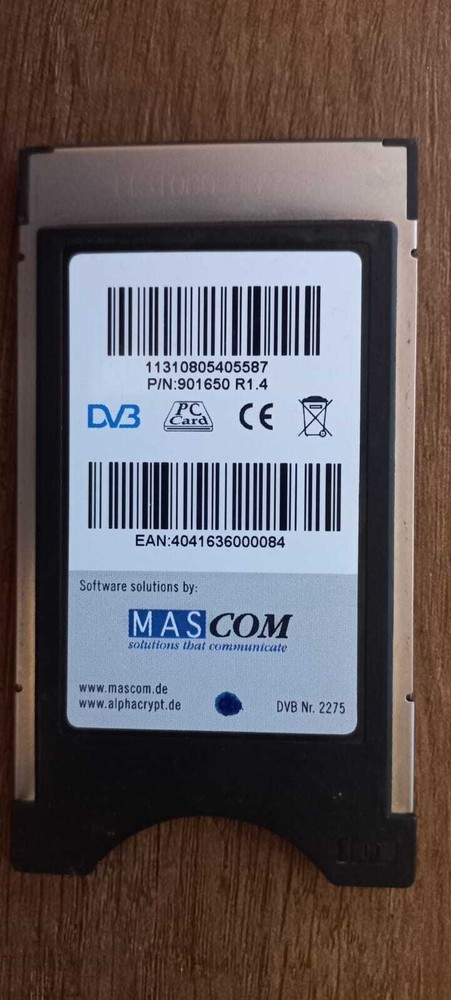 11310805405587
P/N:901650 R1.4
DVB
PC Card
CE
EAN:4041636000084
Software solutions by:
MASCOM
solutions that communicate
www.mascom.de
www.alphacrypt.de
DVB Nr. 2275